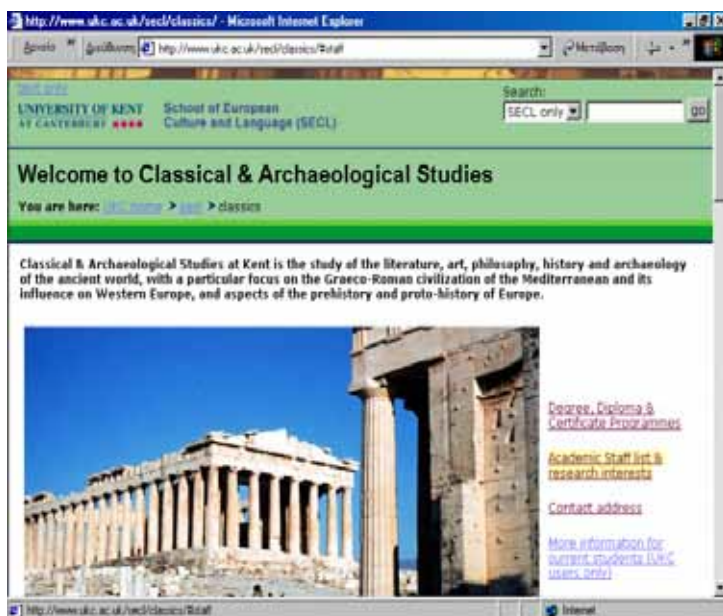 http://www.ukc.ac.uk/secl/classics/ - Microsoft Internet Explorer
Αρχείο » Διεύθυνση http://www.ukc.ac.uk/secl/classics/#staff Μετάβαση »
text only
UNIVERSITY OF KENT
AT CANTERBURY
School of European
Culture and Language (SECL)
Search:
SECL only go
Welcome to Classical & Archaeological Studies
You are here: UKC home > secl > classics
Classical & Archaeological Studies at Kent is the study of the literature, art, philosophy, history and archaeology
of the ancient world, with a particular focus on the Graeco-Roman civilization of the Mediterranean and its
influence on Western Europe, and aspects of the prehistory and proto-history of Europe.
Degree, Diploma &
Certificate Programmes
Academic Staff list &
research interests
Contact address
More information for
current students (UKC
users only)
http://www.ukc.ac.uk/secl/classics/#staff Internet